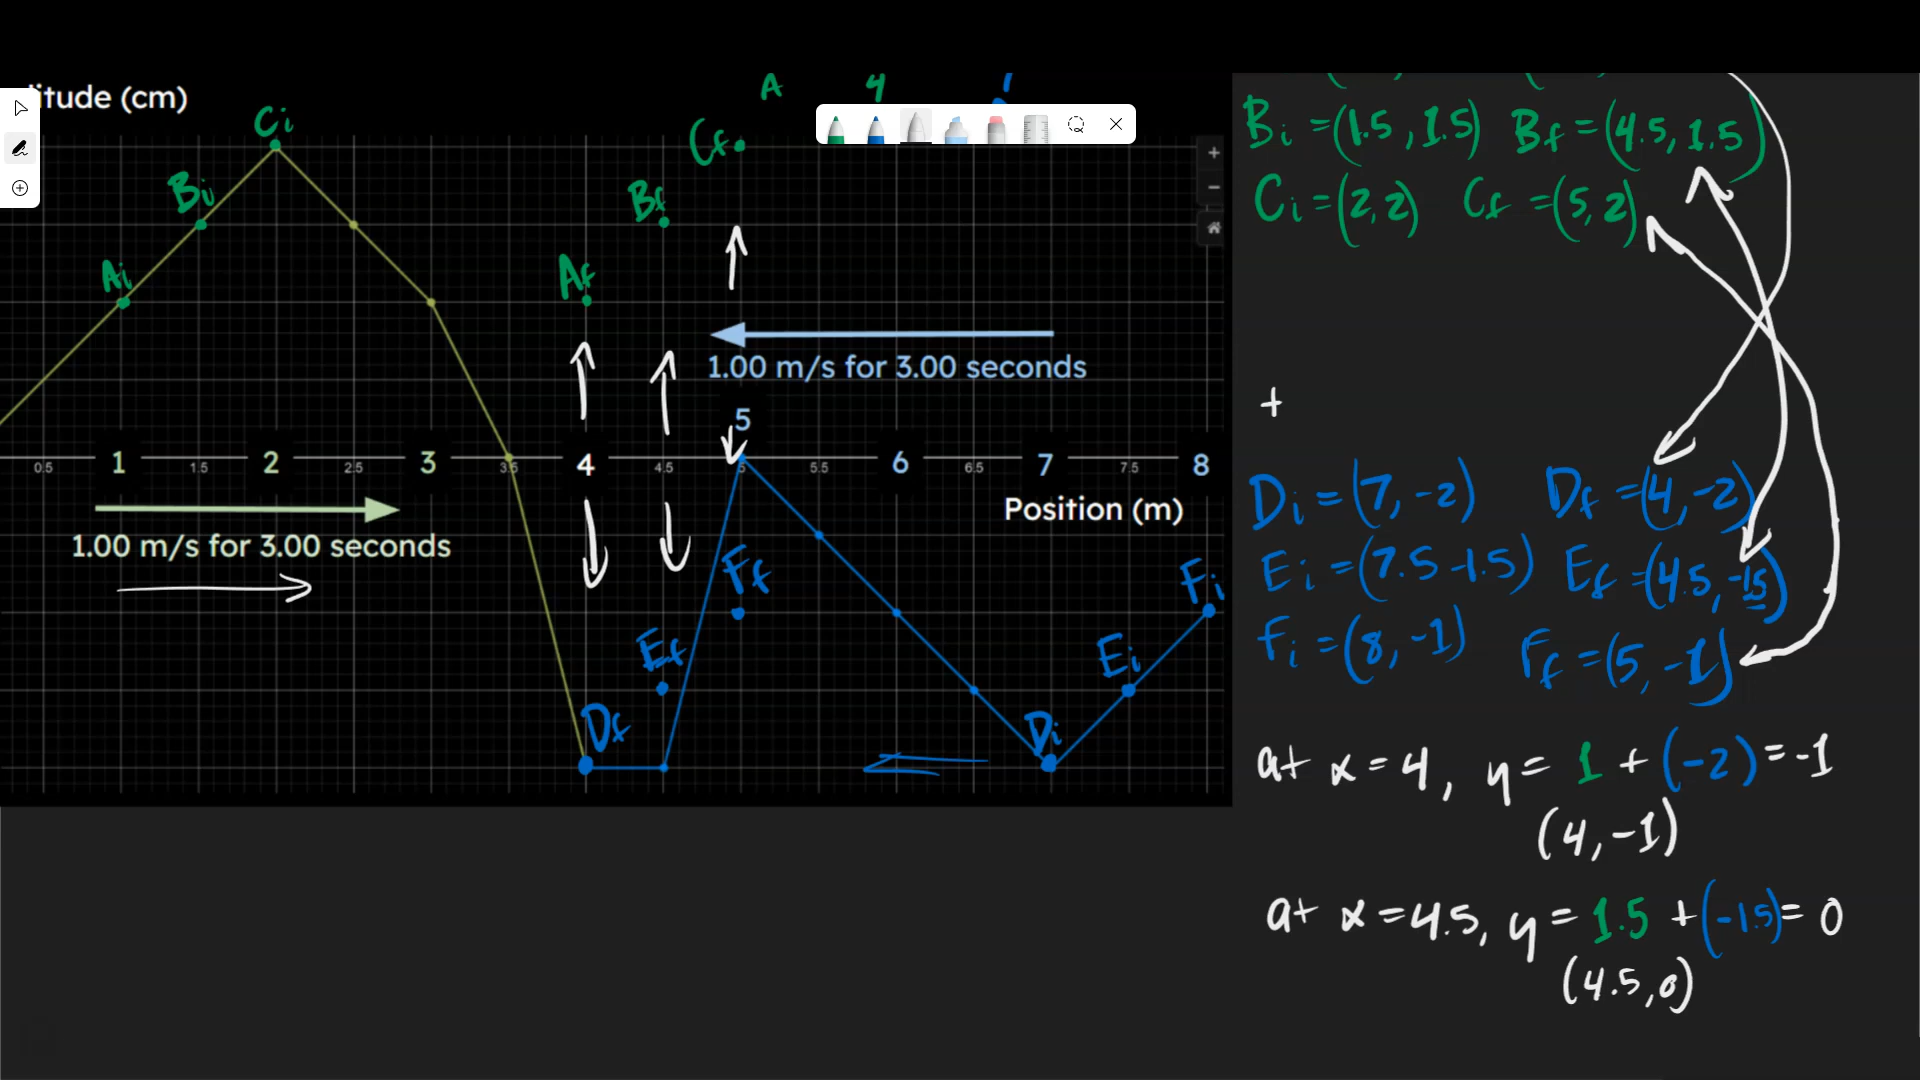 itude (cm)
Ci
Bi
Ai
A 4
Cf
Bf
Af
1.00 m/s for 3.00 seconds
5
0.5 1 1.5 2 2.5 3 3.5 4 4.5 5 5.5 6 6.5 7 7.5 8
Position (m)
1.00 m/s for 3.00 seconds
Ff
Fi
Ef
Ei
Df
Di
+
−
Bi = (1.5, 1.5) Bf = (4.5, 1.5)
Ci = (2, 2) Cf = (5, 2)
+
Di = (7, -2) Df = (4, -2)
Ei = (7.5 -1.5) Ef = (4.5, -1.5)
Fi = (8, -1) Ff = (5, -1)
at x = 4, y = 1 + (-2) = -1
(4, -1)
at x = 4.5, y = 1.5 + (-1.5) = 0
(4.5, 0)